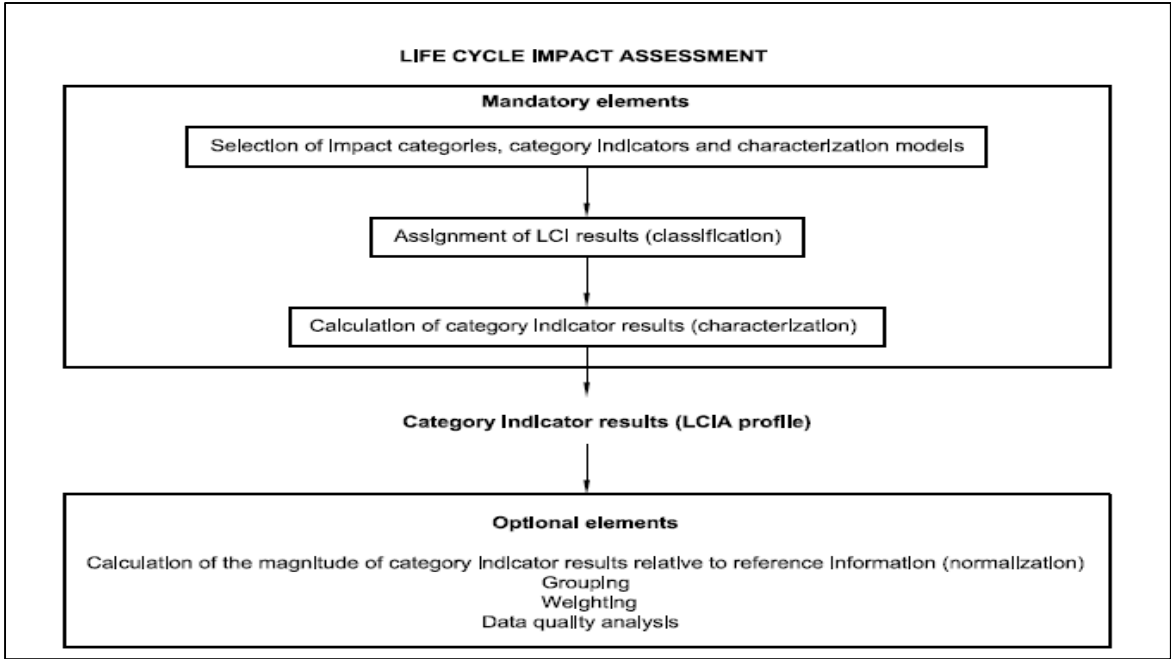 LIFE CYCLE IMPACT ASSESSMENT
Mandatory elements
Selection of impact categories, category indicators and characterization models
Assignment of LCI results (classification)
Calculation of category indicator results (characterization)
Category indicator results (LCIA profile)
Optional elements
Calculation of the magnitude of category indicator results relative to reference information (normalization)
Grouping
Weighting
Data quality analysis